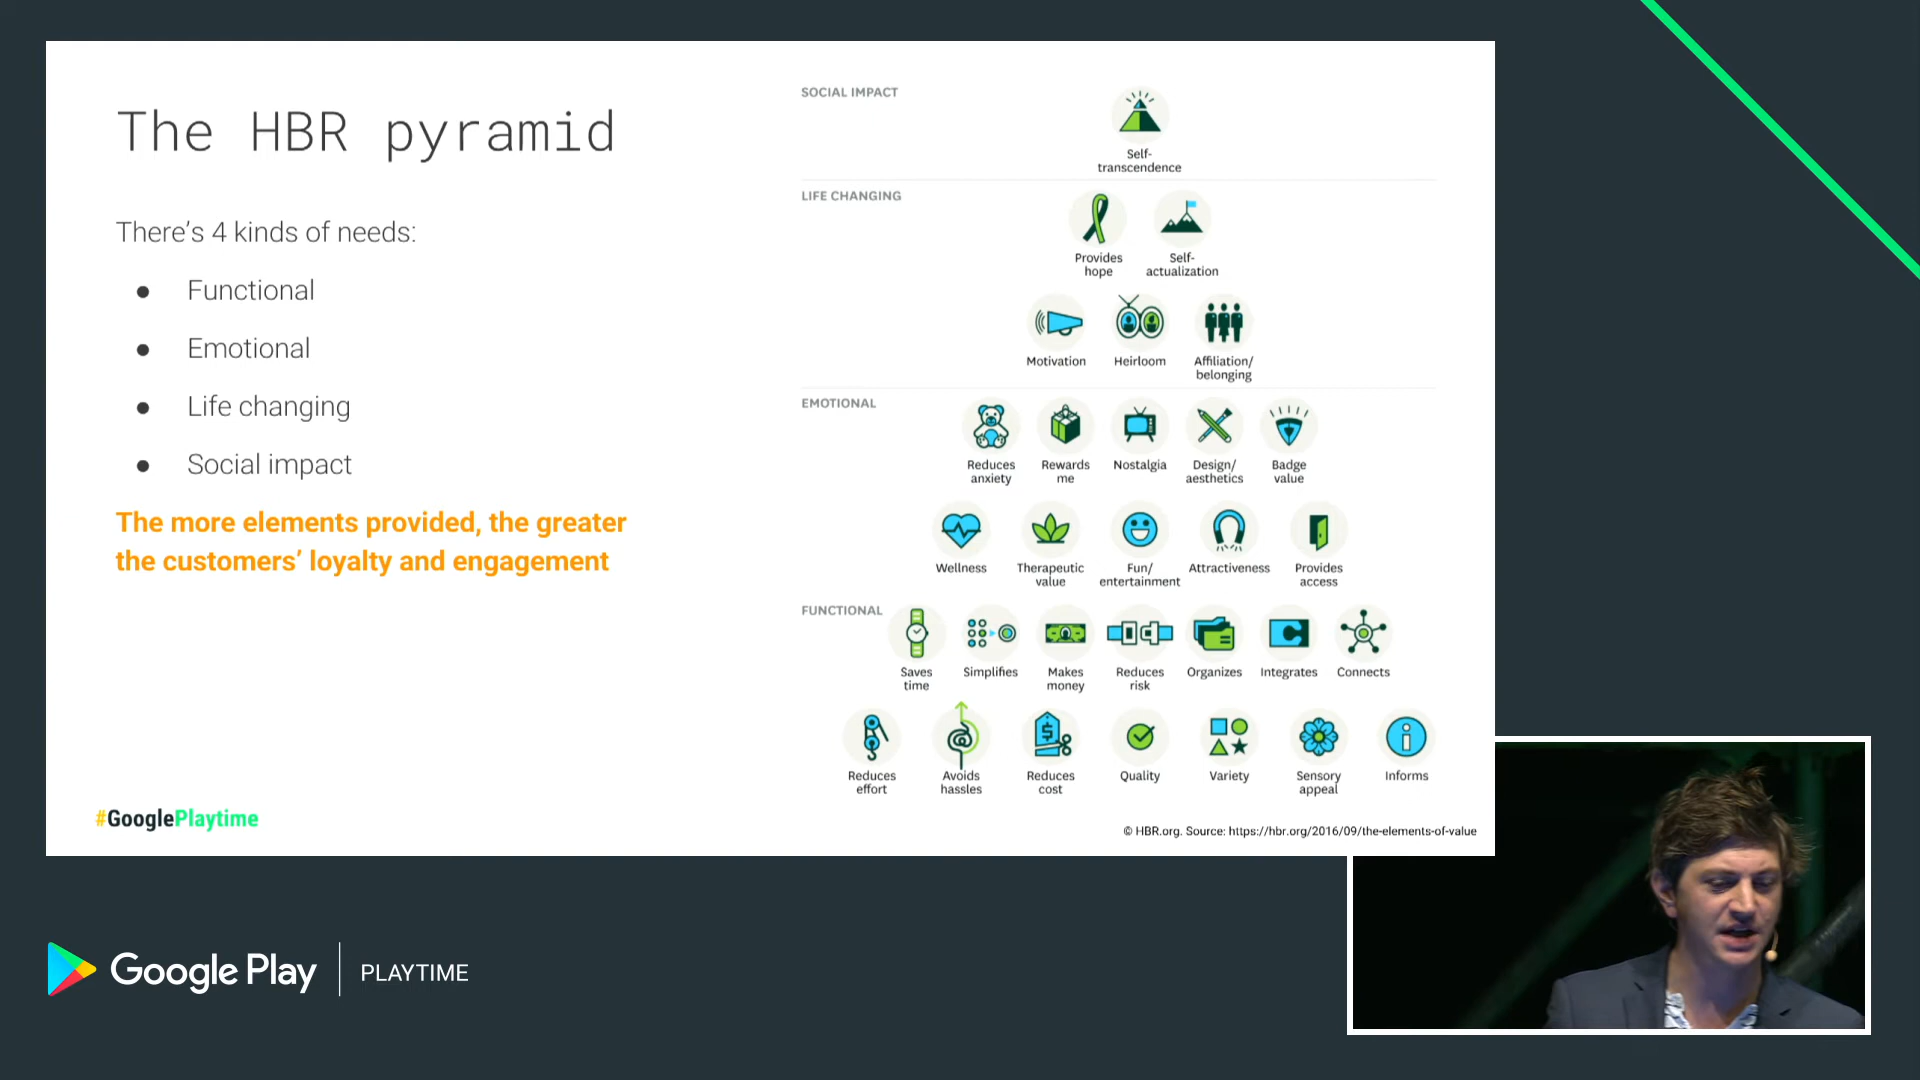 The HBR pyramid
There's 4 kinds of needs:
● Functional
● Emotional
● Life changing
● Social impact
The more elements provided, the greater
the customers' loyalty and engagement
#GooglePlaytime
SOCIAL IMPACT
Self-
transcendence
LIFE CHANGING
Provides
hope
Self-
actualization
Motivation
Heirloom
Affiliation/
belonging
EMOTIONAL
Reduces
anxiety
Rewards
me
Nostalgia
Design/
aesthetics
Badge
value
Wellness
Therapeutic
value
Fun/
entertainment
Attractiveness
Provides
access
FUNCTIONAL
Saves
time
Simplifies
Makes
money
Reduces
risk
Organizes
Integrates
Connects
Reduces
effort
Avoids
hassles
Reduces
cost
Quality
Variety
Sensory
appeal
Informs
© HBR.org. Source: https://hbr.org/2016/09/the-elements-of-value
Google Play | PLAYTIME